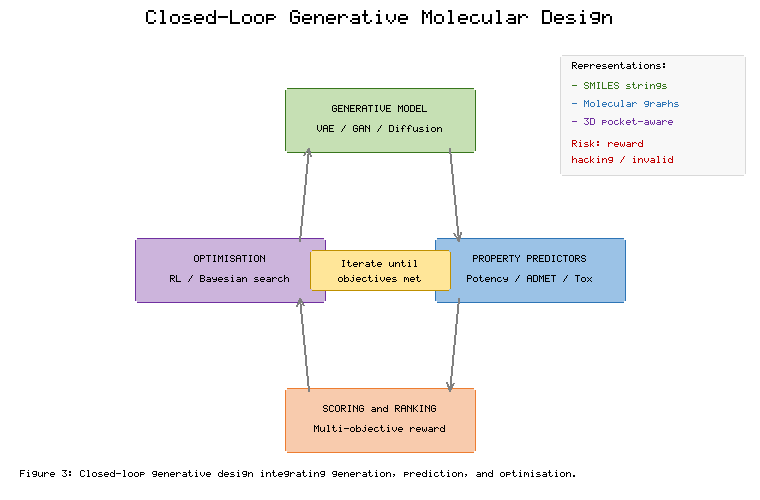 Closed-Loop Generative Molecular Design
Representations:
- SMILES strings
- Molecular graphs
- 3D pocket-aware
Risk: reward
hacking / invalid
GENERATIVE MODEL
VAE / GAN / Diffusion
OPTIMISATION
RL / Bayesian search
Iterate until
objectives met
PROPERTY PREDICTORS
Potency / ADMET / Tox
SCORING and RANKING
Multi-objective reward
Figure 3: Closed-loop generative design integrating generation, prediction, and optimisation.